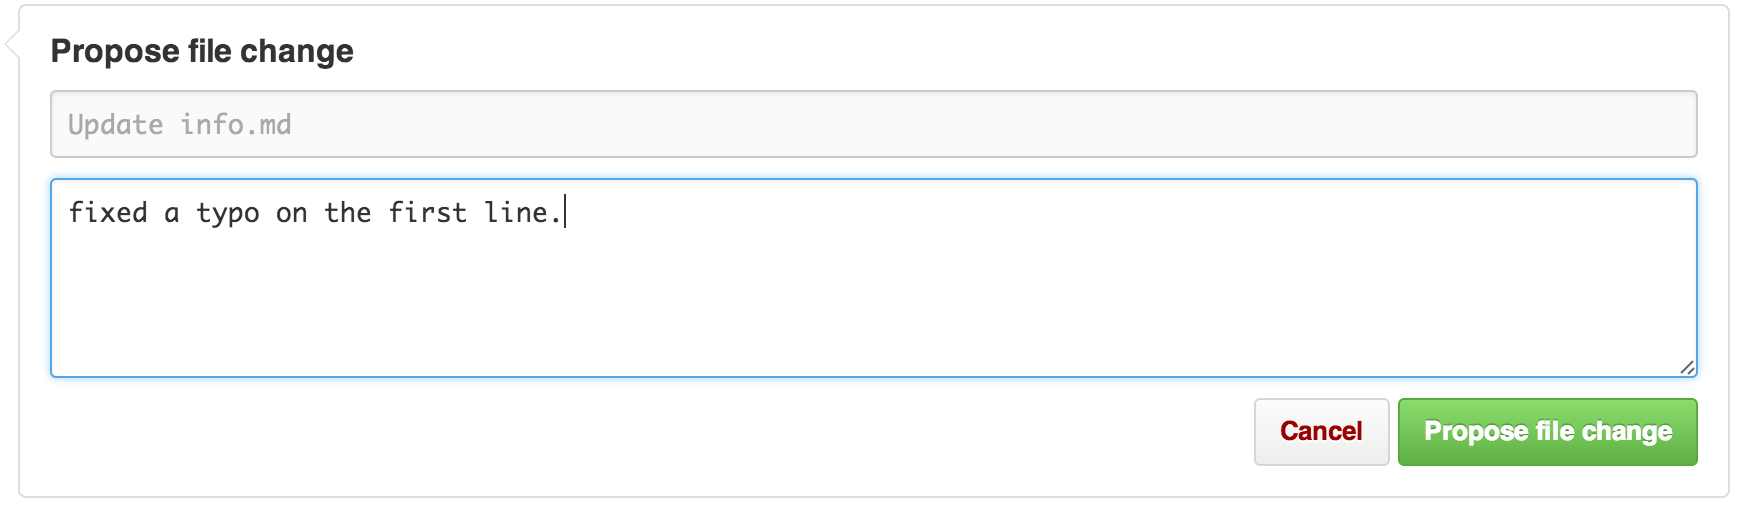 Propose file change
Update info.md
fixed a typo on the first line.
Cancel
Propose file change